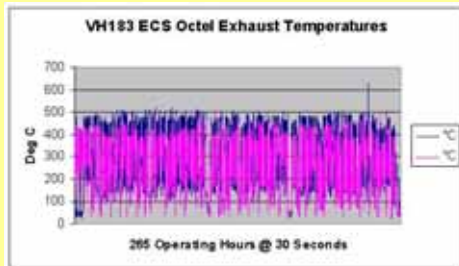 VH183 ECS Octel Exhaust Temperatures
Deg C
700
600
500
400
300
200
100
0
°C
°C
265 Operating Hours @ 30 Seconds